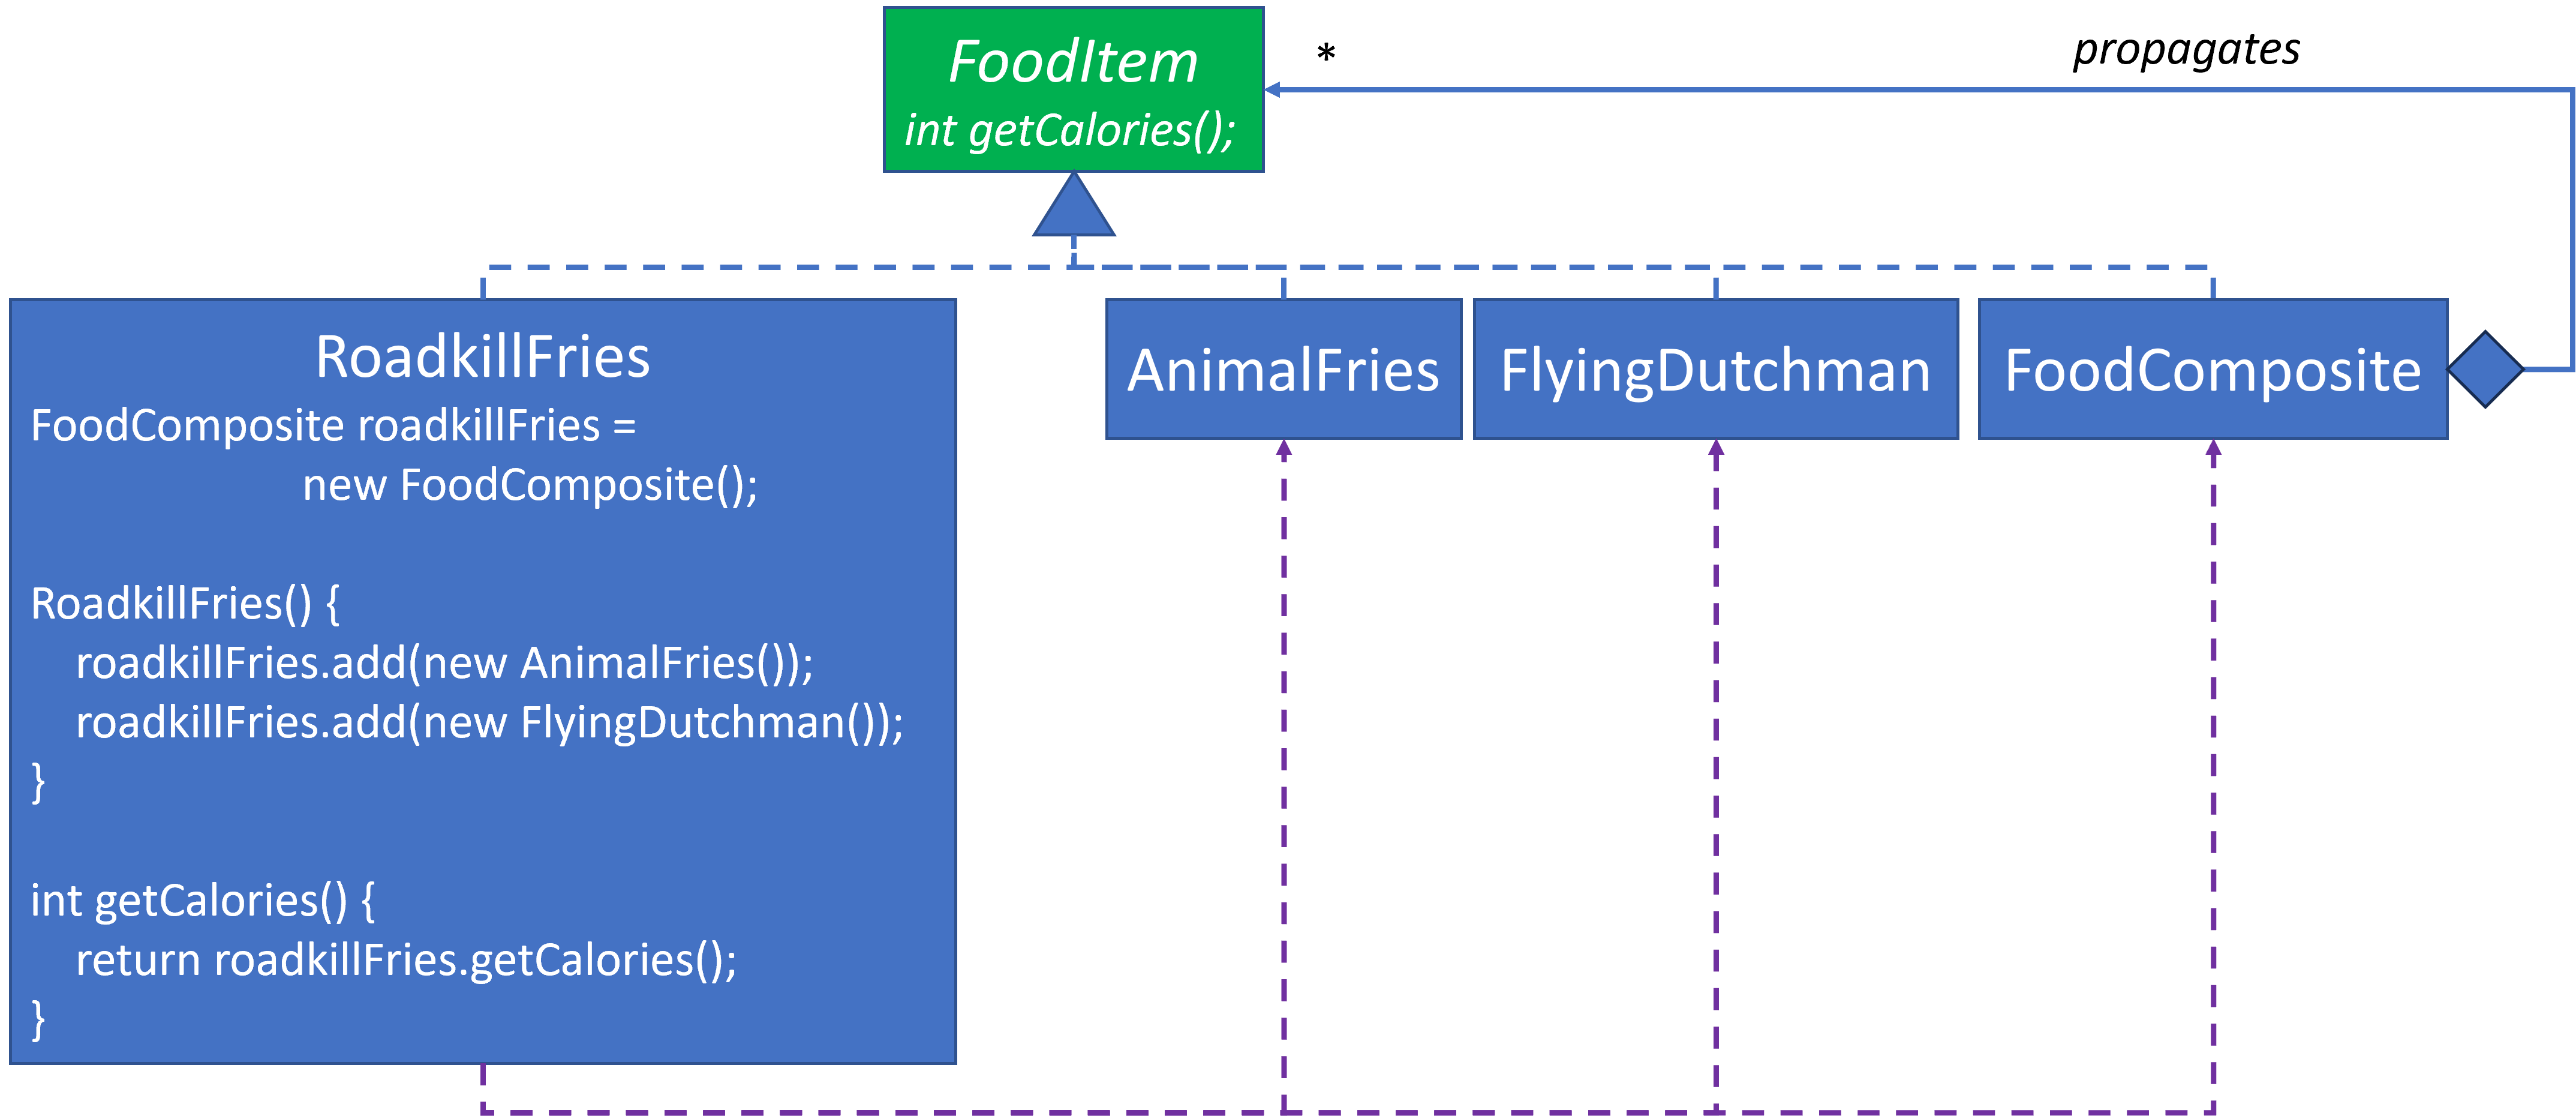 FoodItem
int getCalories();
*
propagates
RoadkillFries
FoodComposite roadkillFries =
new FoodComposite();
RoadkillFries() {
roadkillFries.add(new AnimalFries());
roadkillFries.add(new FlyingDutchman());
}
int getCalories() {
return roadkillFries.getCalories();
}
AnimalFries
FlyingDutchman
FoodComposite